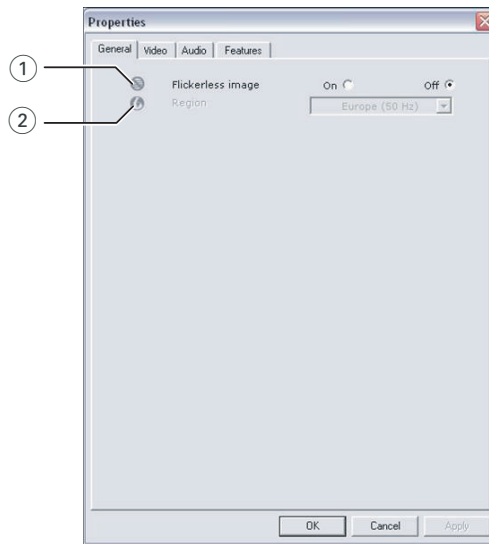 Properties
General Video Audio Features
1 Flickerless image On Off
2 Region Europe (50 Hz)
OK Cancel Apply